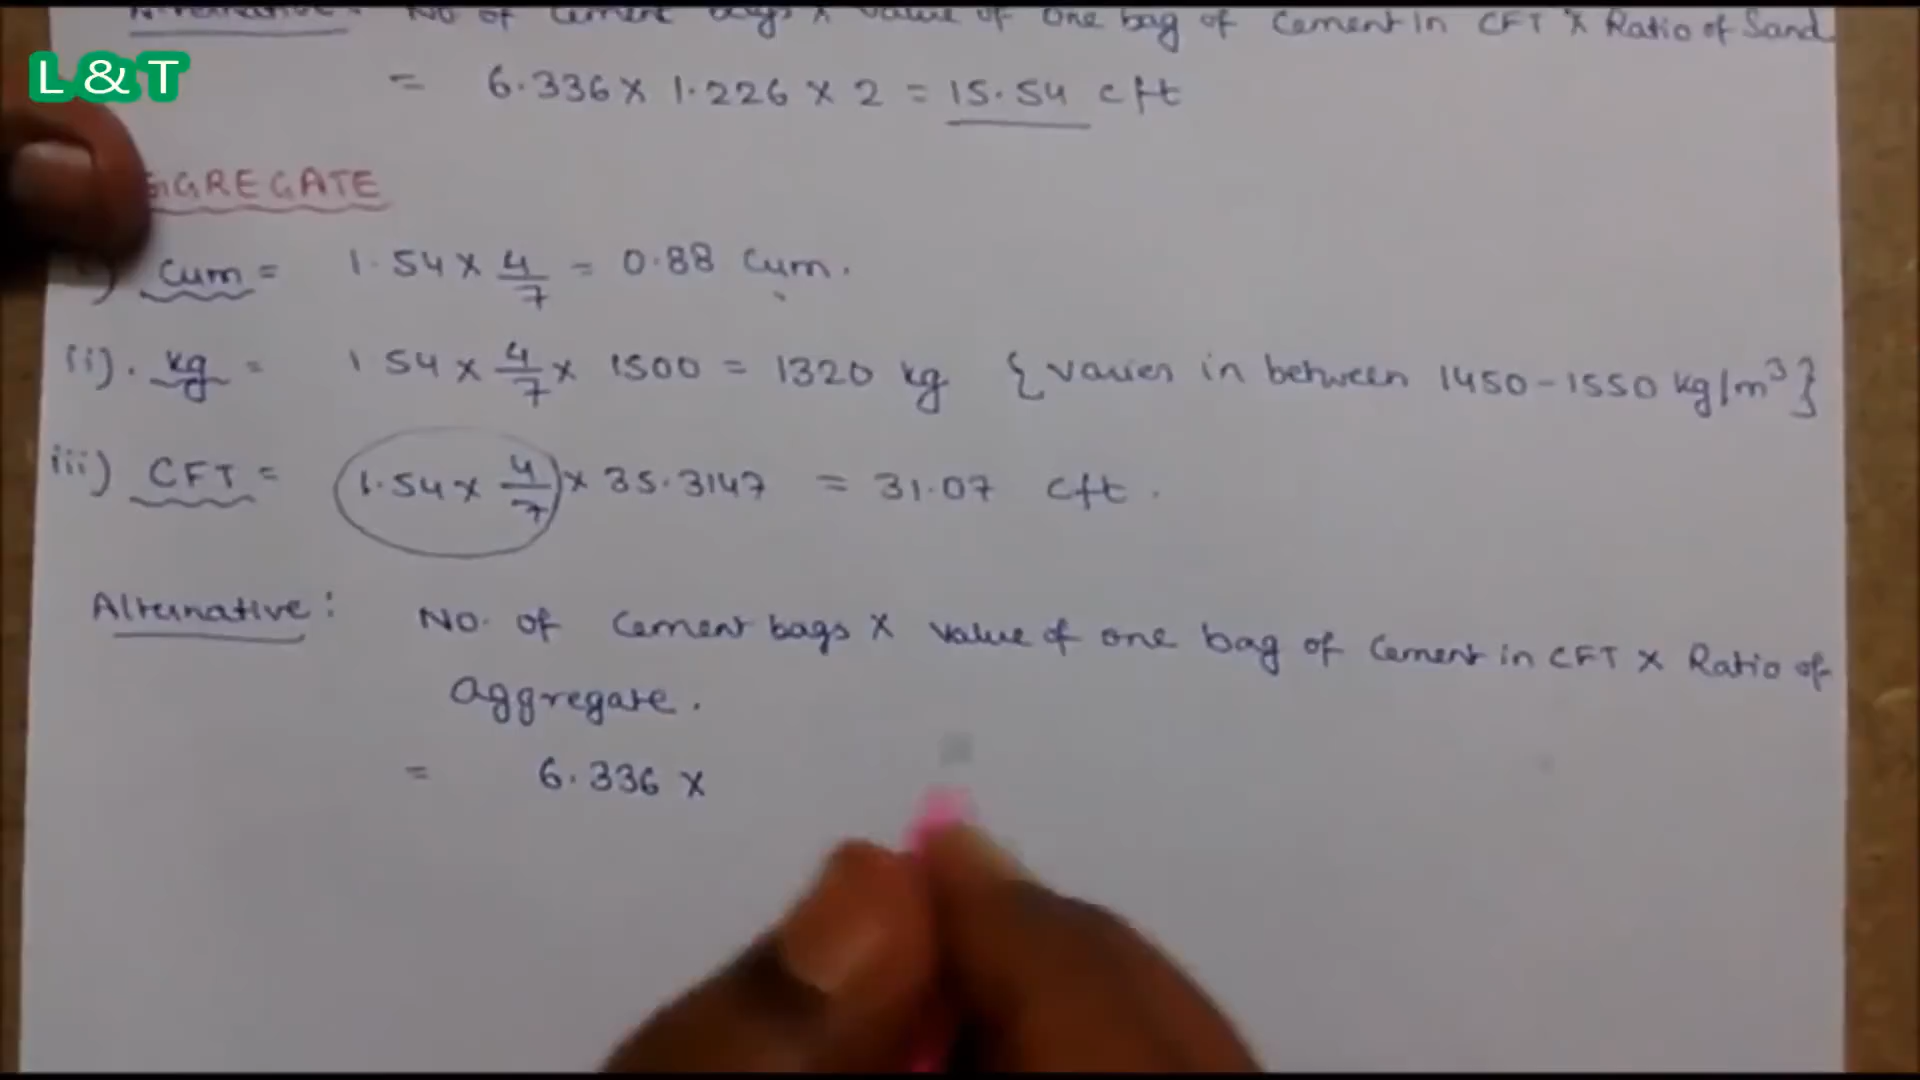 Alternative: No of cement bags x value of one bag of cement in CFT x Ratio of Sand
L & T
= 6.336 x 1.226 x 2 = 15.54 cft
GGREGATE
i) Cum = 1.54 x 4/7 = 0.88 Cum.
ii). kg = 1.54 x 4/7 x 1500 = 1320 kg {varies in between 1450-1550 kg/m³}
iii) CFT = 1.54 x 4/7 x 35.3147 = 31.07 cft.
Alternative: No. of Cement bags x value of one bag of Cement in CFT x Ratio of
aggregate.
= 6.336 x